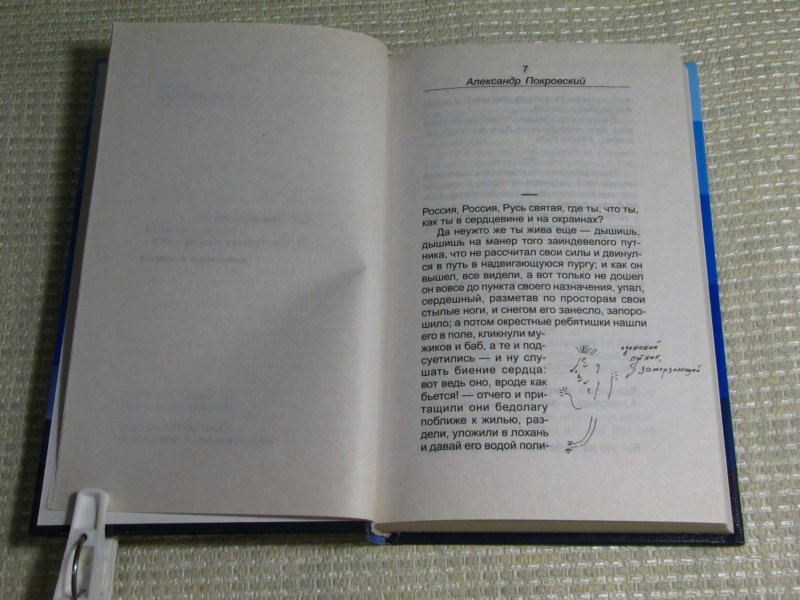 7
Александр Покровский
Россия, Россия, Русь святая, где ты, что ты,
как ты в сердцевине и на окраинах?
Да неужто же ты жива еще — дышишь,
дышишь на манер того заиндевелого пут-
ника, что не рассчитал свои силы и двинул-
ся в путь в надвигающуюся пургу; и как он
вышел, все видели, а вот только не дошел
он вовсе до пункта своего назначения, упал,
сердешный, разметав по просторам свои
стылые ноги, и снегом его занесло, запоро-
шило; а потом окрестные ребятишки нашли
его в поле, кликнули му-
жиков и баб, а те и под-
суетились — и ну слу-
шать биение сердца:
вот ведь оно, вроде как
бьется! — отчего и при-
тащили они бедолагу
поближе к жилью, раз-
дели, уложили в лохань
и давай его водой поли-
одинокий
путник,
замерзающий